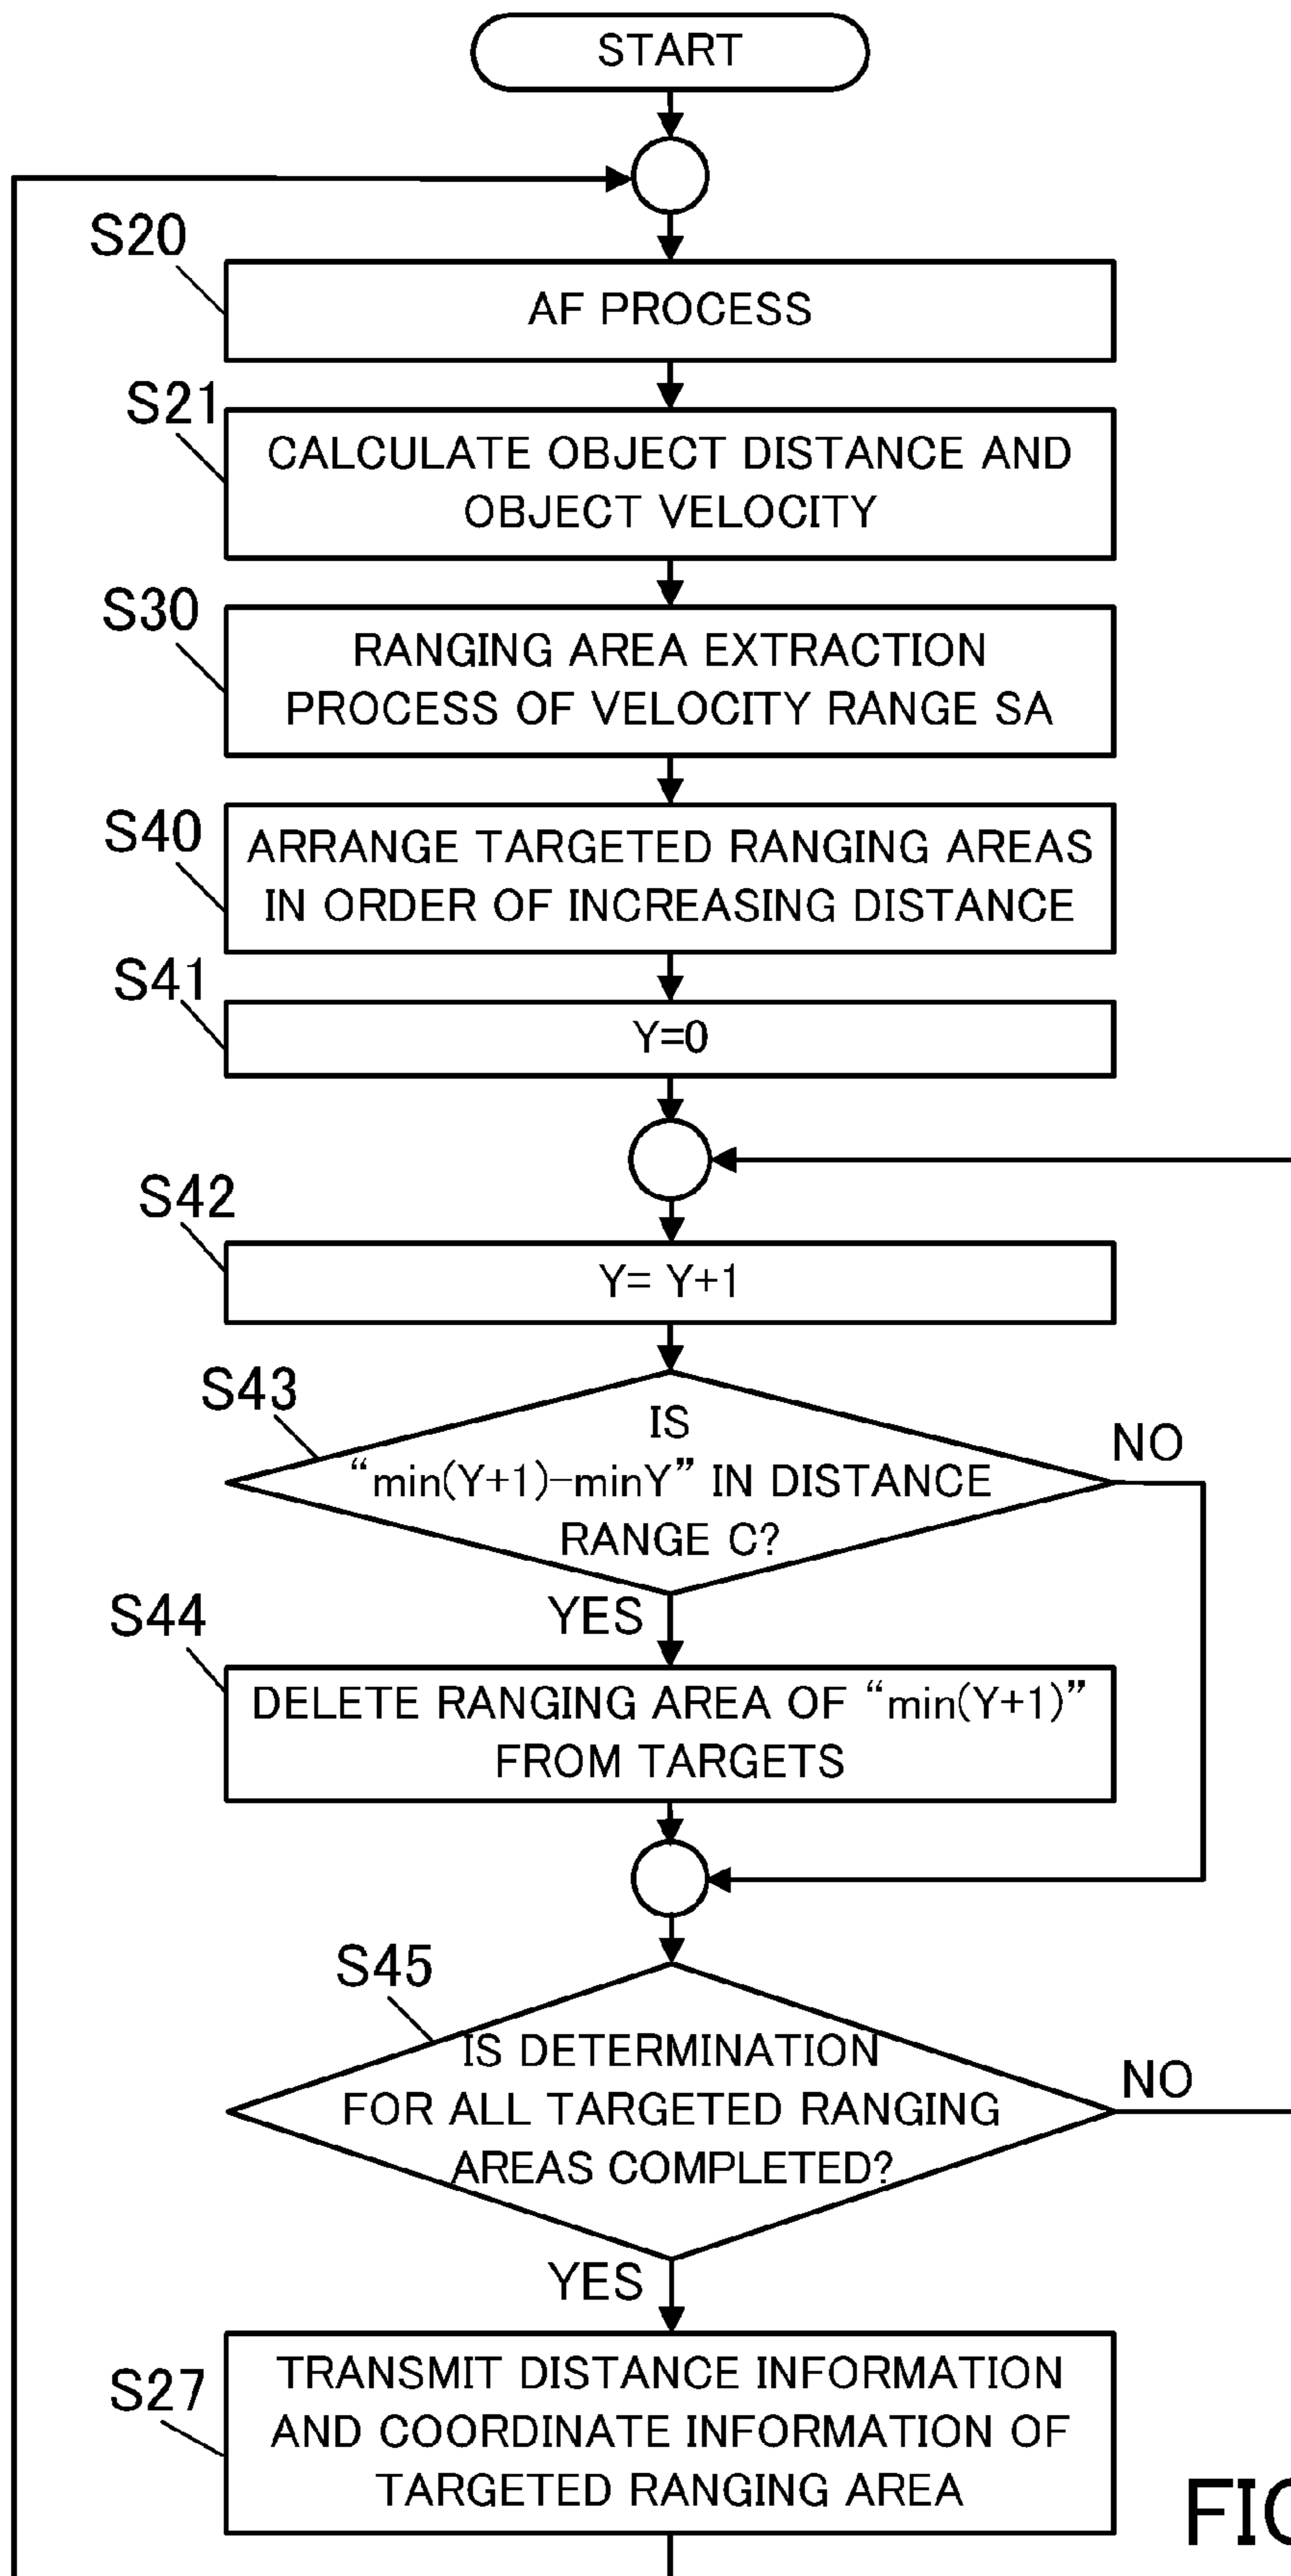 START
S20
AF PROCESS
S21
CALCULATE OBJECT DISTANCE AND
OBJECT VELOCITY
S30
RANGING AREA EXTRACTION
PROCESS OF VELOCITY RANGE SA
S40
ARRANGE TARGETED RANGING AREAS
IN ORDER OF INCREASING DISTANCE
S41
Y=0
S42
Y= Y+1
S43
IS
“min(Y+1)-minY” IN DISTANCE
RANGE C?
NO
YES
S44
DELETE RANGING AREA OF “min(Y+1)”
FROM TARGETS
S45
IS DETERMINATION
FOR ALL TARGETED RANGING
AREAS COMPLETED?
NO
YES
S27
TRANSMIT DISTANCE INFORMATION
AND COORDINATE INFORMATION OF
TARGETED RANGING AREA